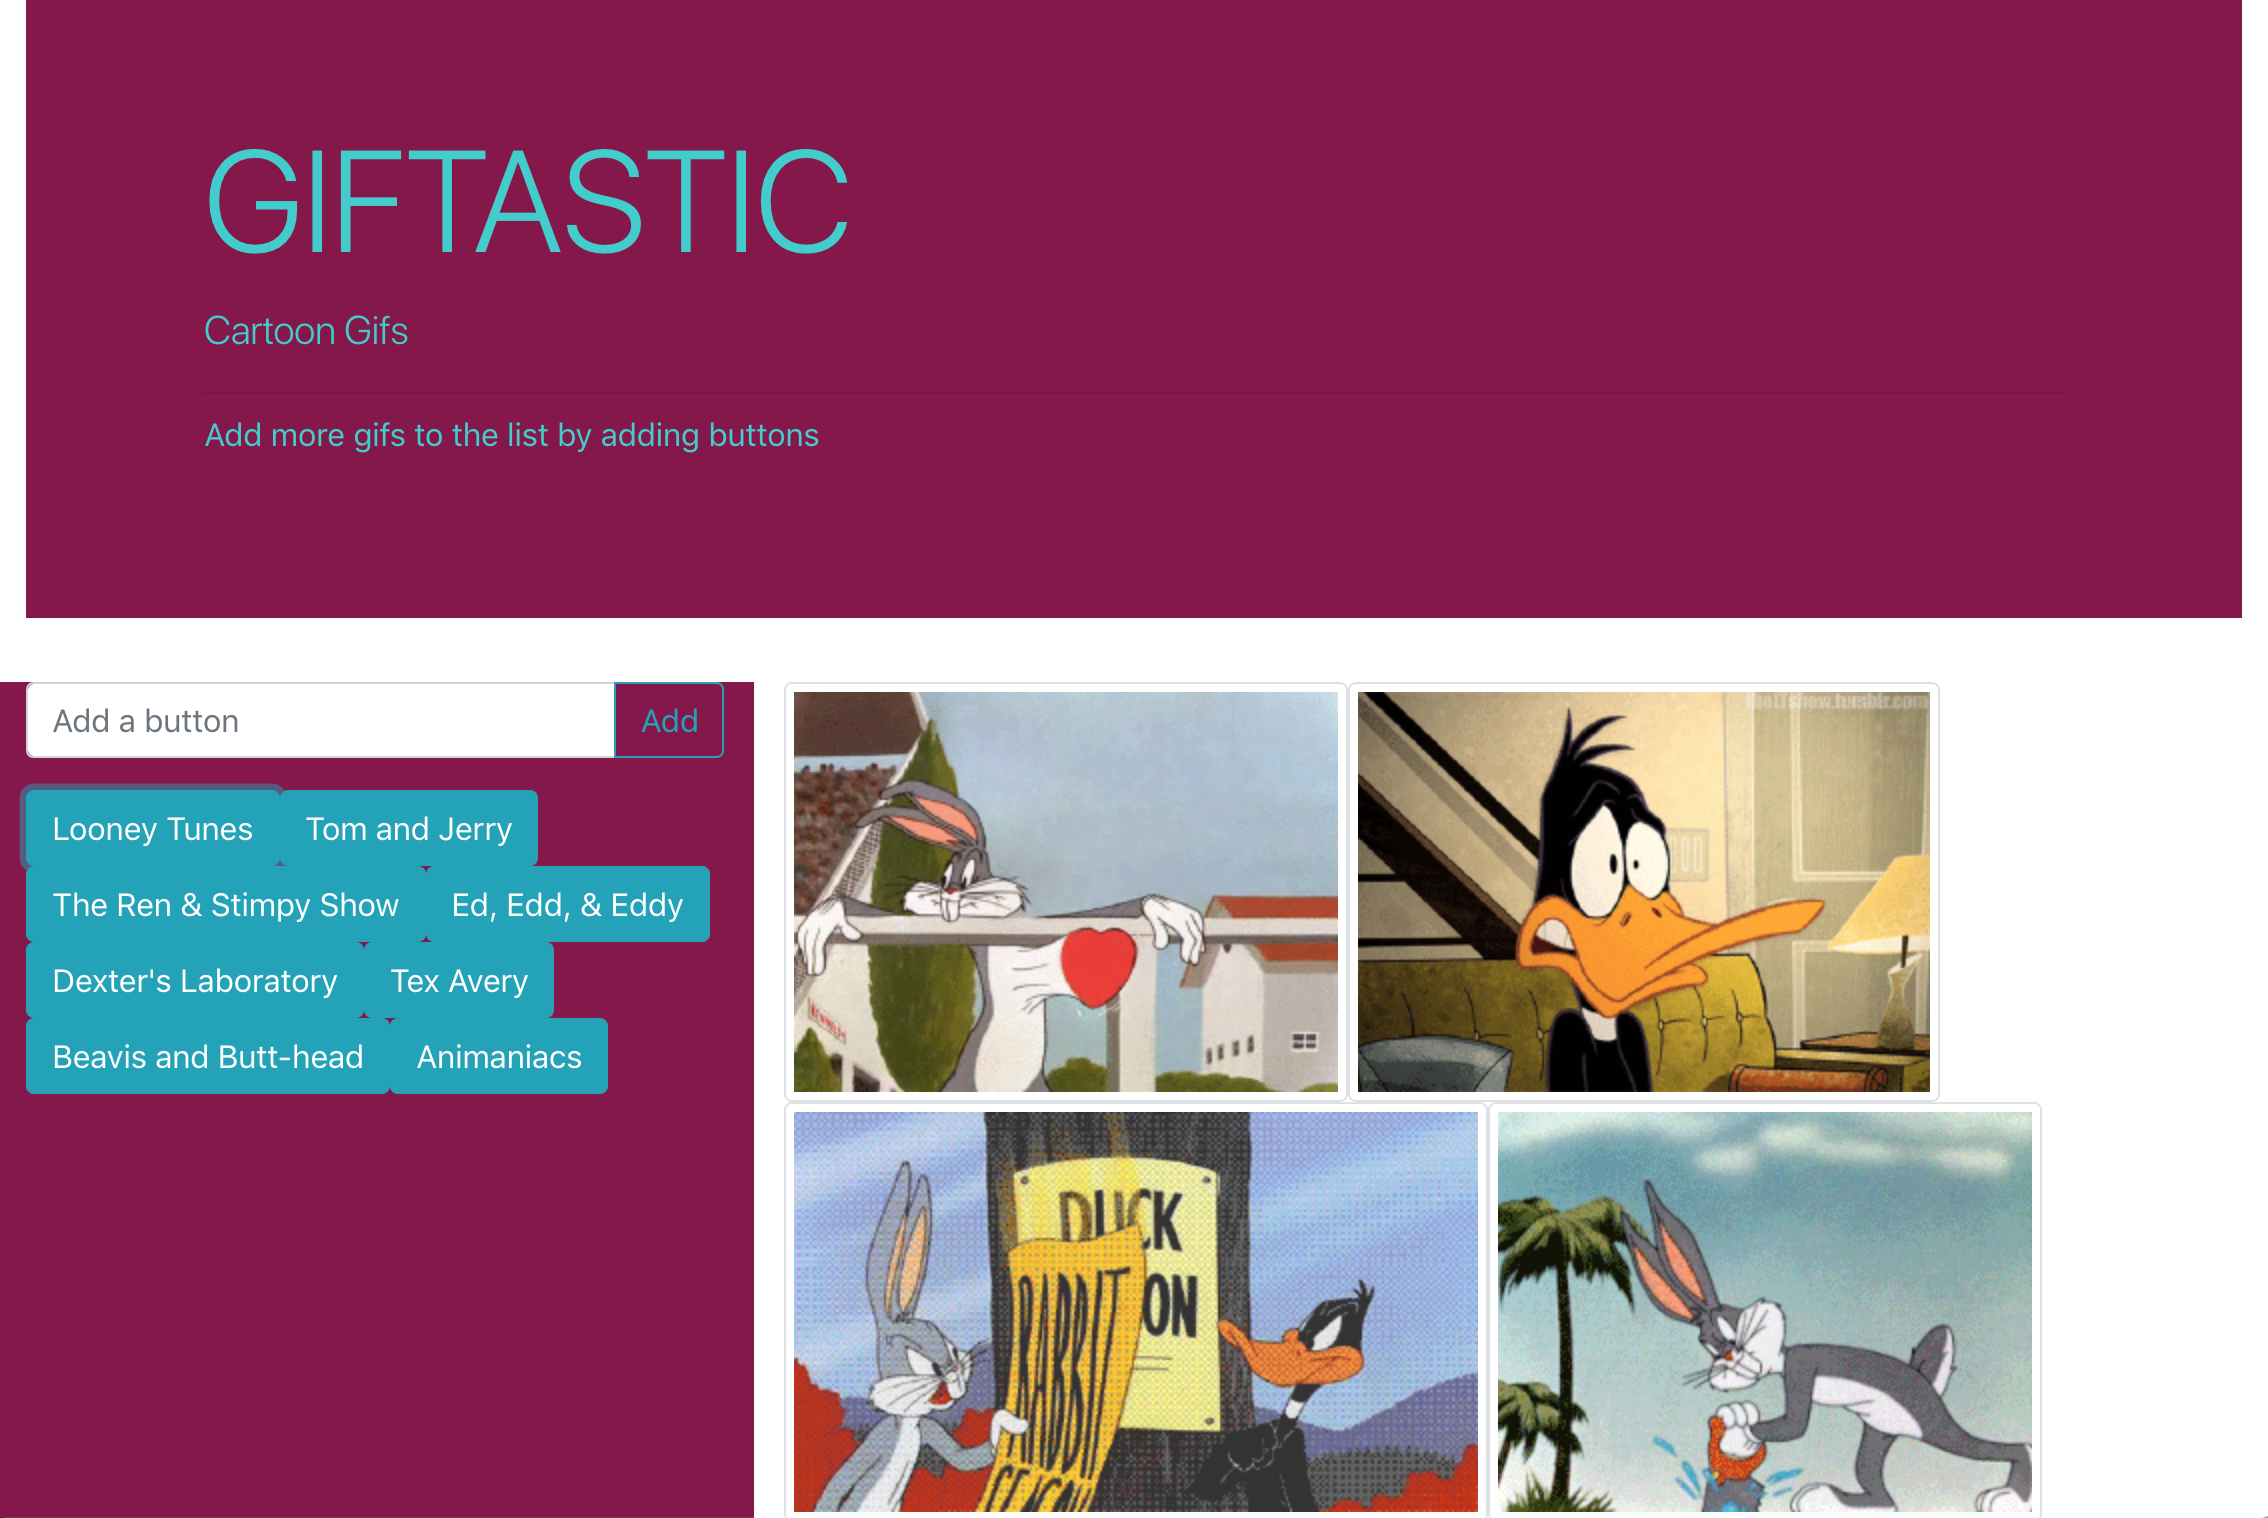 GIFTASTIC
Cartoon Gifs
Add more gifs to the list by adding buttons
Add a button
Add
Looney Tunes
Tom and Jerry
The Ren & Stimpy Show
Ed, Edd, & Eddy
Dexter's Laboratory
Tex Avery
Beavis and Butt-head
Animaniacs
DUCK
ON
RABBIT
SEASON